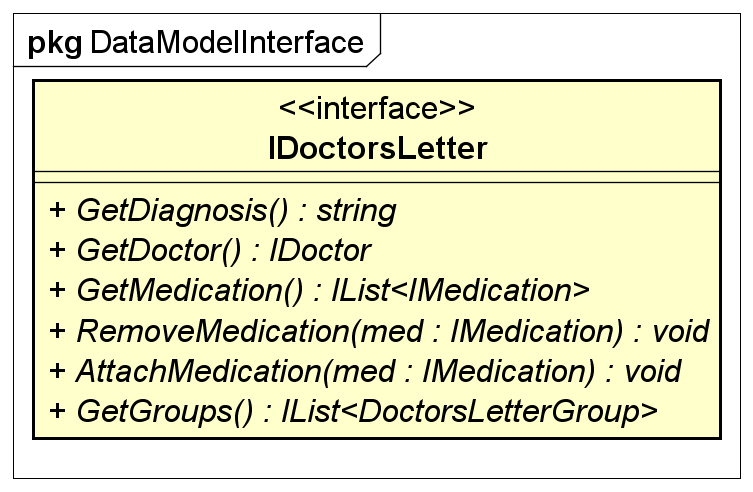 pkg DataModelInterface
<<interface>>
IDoctorsLetter
+ GetDiagnosis() : string
+ GetDoctor() : IDoctor
+ GetMedication() : IList<IMedication>
+ RemoveMedication(med : IMedication) : void
+ AttachMedication(med : IMedication) : void
+ GetGroups() : IList<DoctorsLetterGroup>